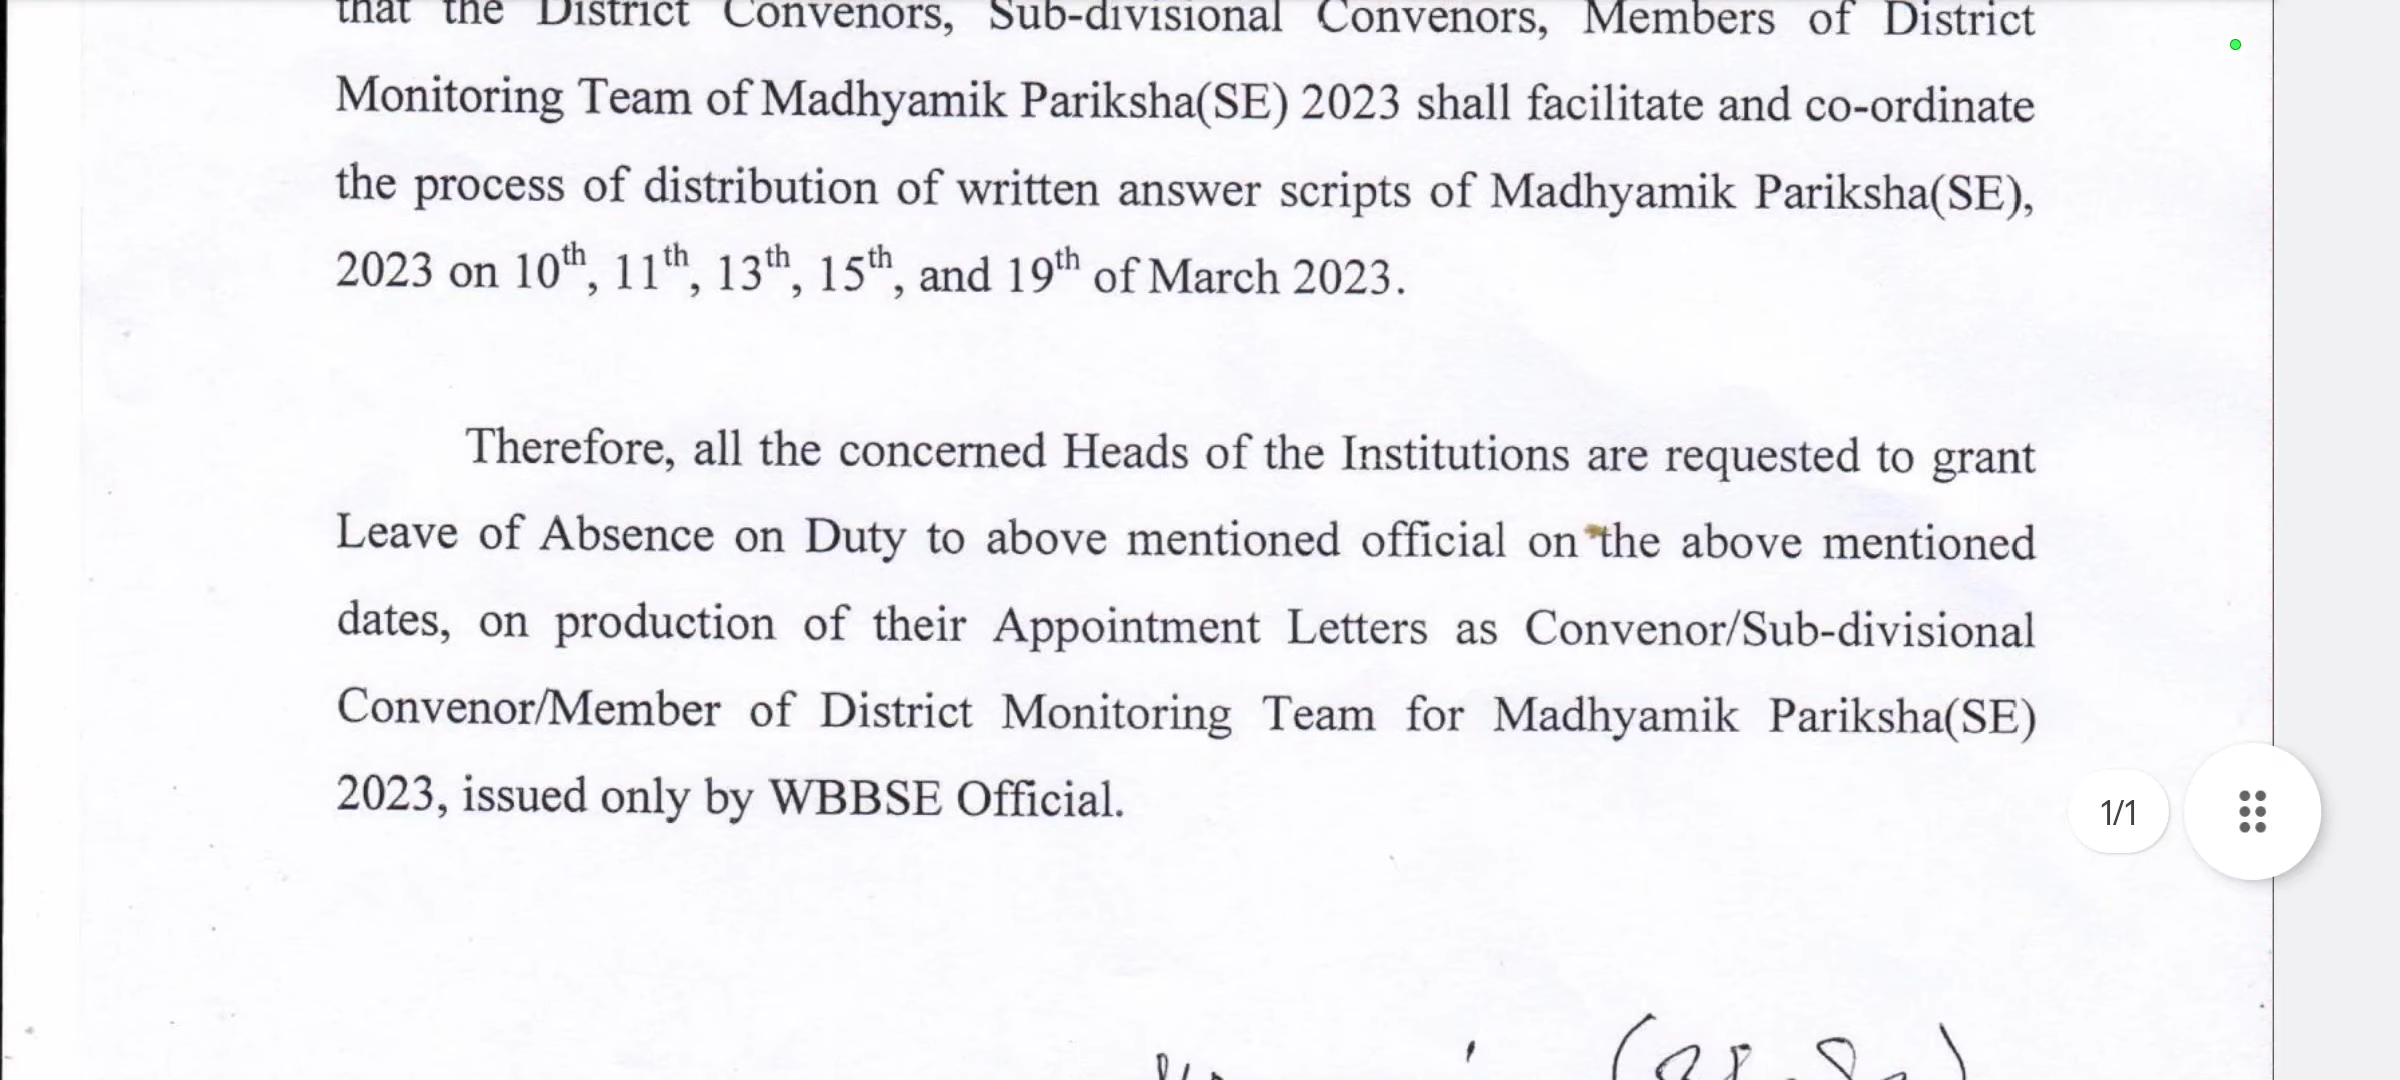 that the District Convenors, Sub-divisional Convenors, Members of District
Monitoring Team of Madhyamik Pariksha(SE) 2023 shall facilitate and co-ordinate
the process of distribution of written answer scripts of Madhyamik Pariksha(SE),
2023 on 10th, 11th, 13th, 15th, and 19th of March 2023.
Therefore, all the concerned Heads of the Institutions are requested to grant
Leave of Absence on Duty to above mentioned official on the above mentioned
dates, on production of their Appointment Letters as Convenor/Sub-divisional
Convenor/Member of District Monitoring Team for Madhyamik Pariksha(SE)
2023, issued only by WBBSE Official.
1/1